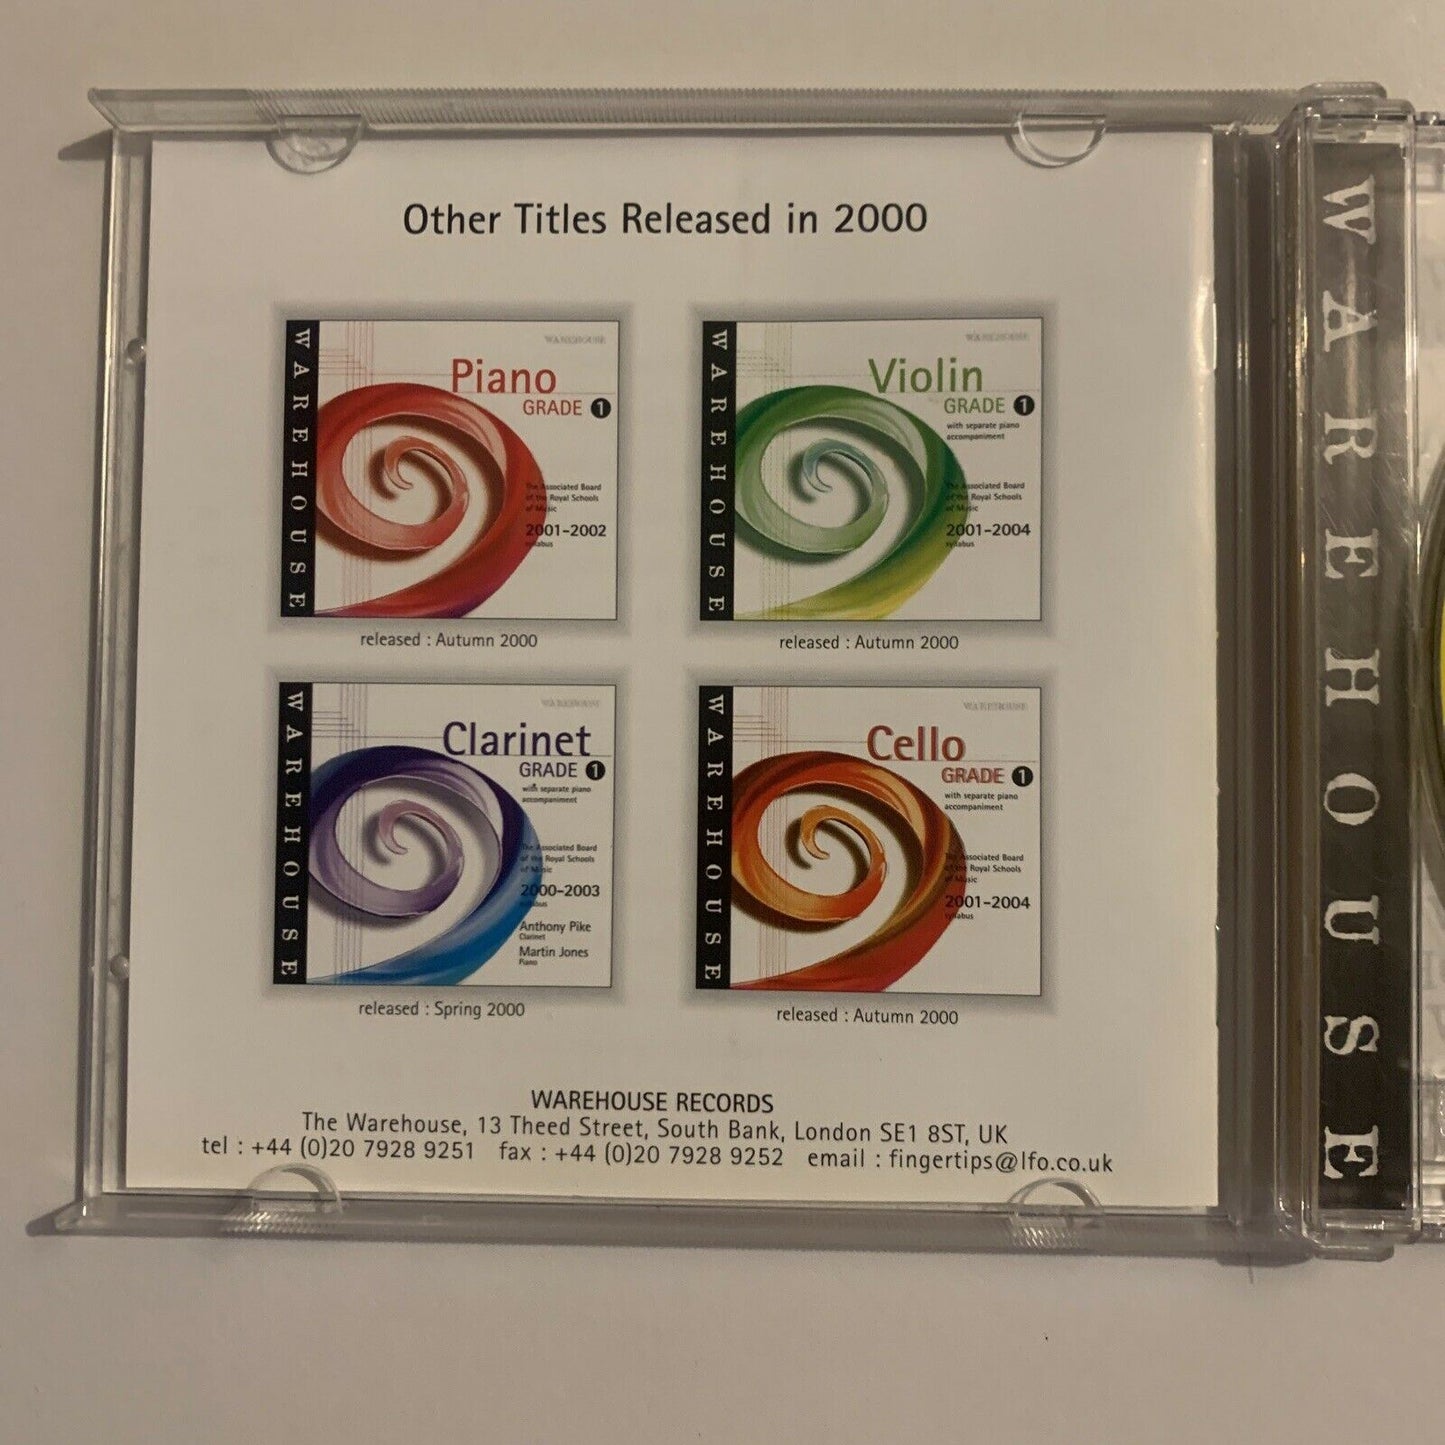 Other Titles Released in 2000
WAREHOUSE
WAREHOUSE
Piano
GRADE 1
The Associated Board
of the Royal Schools
of Music
2001-2002
syllabus
released : Autumn 2000
WAREHOUSE
WAREHOUSE
Violin
GRADE 1
with separate piano
accompaniment
The Associated Board
of the Royal Schools
of Music
2001-2004
syllabus
released : Autumn 2000
WAREHOUSE
WAREHOUSE
Clarinet
GRADE 1
with separate piano
accompaniment
The Associated Board
of the Royal Schools
of Music
2000-2003
syllabus
Anthony Pike
Clarinet
Martin Jones
Piano
released : Spring 2000
WAREHOUSE
WAREHOUSE
Cello
GRADE 1
with separate piano
accompaniment
The Associated Board
of the Royal Schools
of Music
2001-2004
syllabus
released : Autumn 2000
WAREHOUSE RECORDS
The Warehouse, 13 Theed Street, South Bank, London SE1 8ST, UK
tel : +44 (0)20 7928 9251 fax : +44 (0)20 7928 9252 email : fingertips@lfo.co.uk
WAREHOUSE